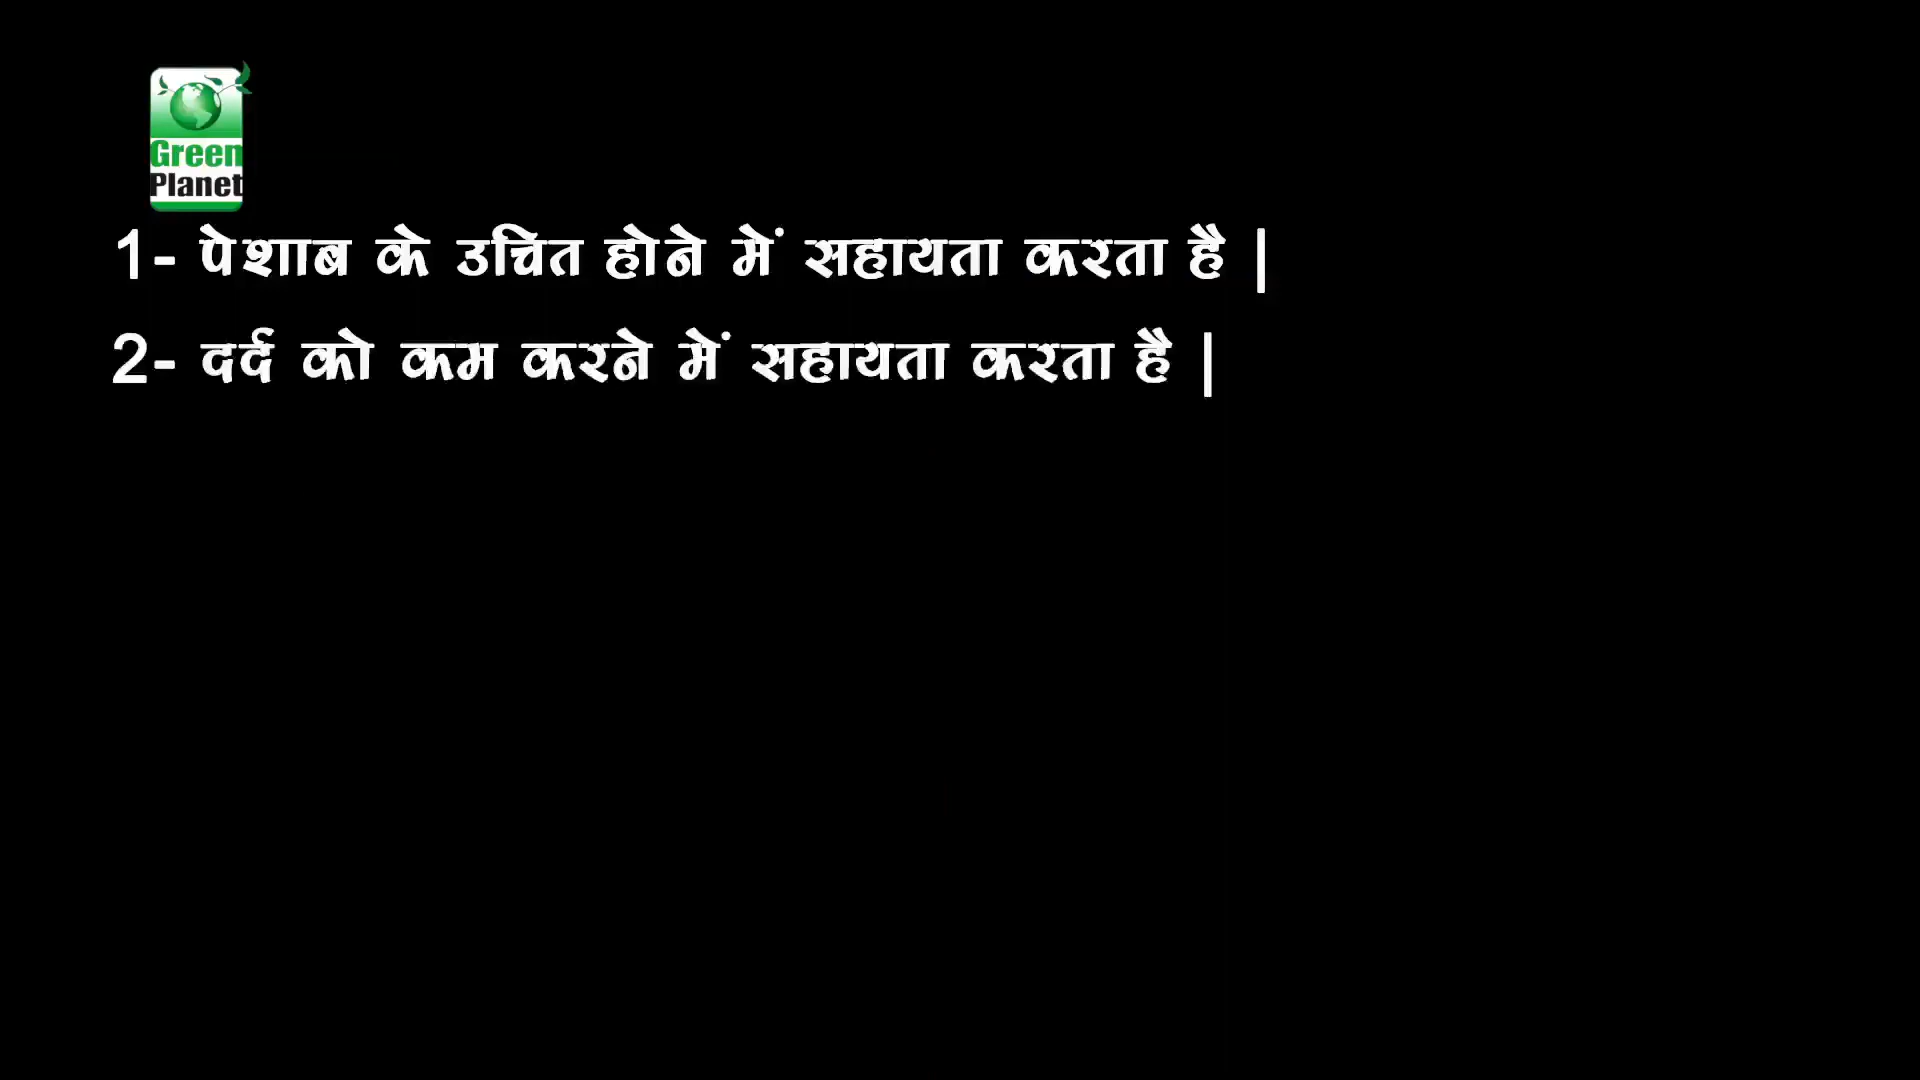 Green
Planet
1- पेशाब के उचित होने में सहायता करता है |
2- दर्द को कम करने में सहायता करता है |